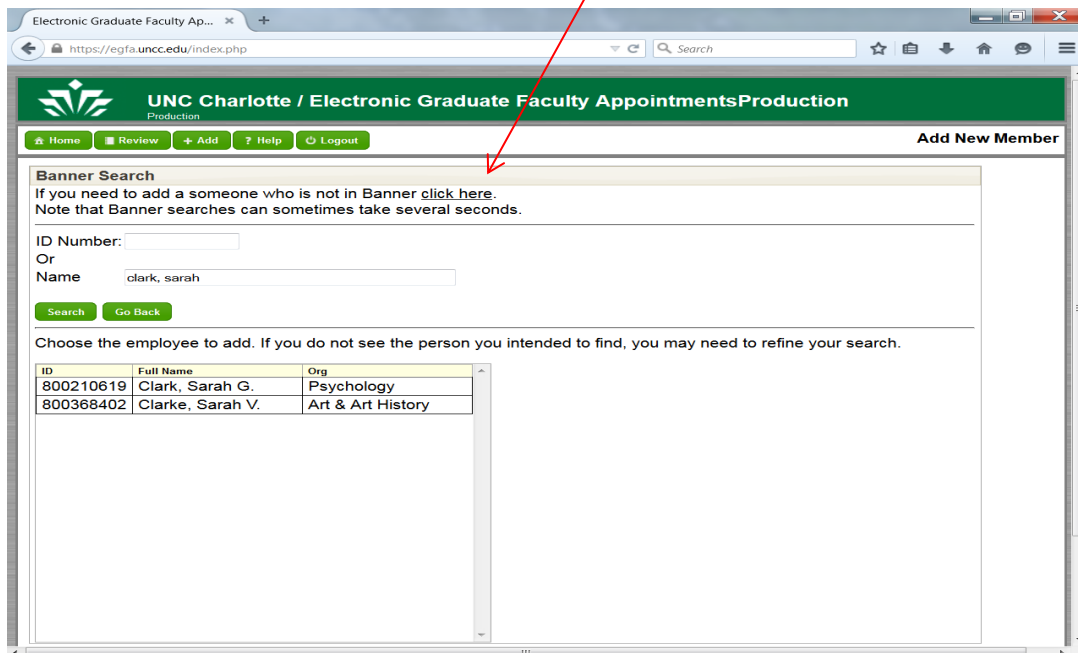 Electronic Graduate Faculty Ap... × +
https://egfa.uncc.edu/index.php
Search
UNC Charlotte / Electronic Graduate Faculty AppointmentsProduction
Production
Home Review + Add ? Help Logout
Add New Member
Banner Search
If you need to add a someone who is not in Banner click here.
Note that Banner searches can sometimes take several seconds.
ID Number:
Or
Name clark, sarah
Search Go Back
Choose the employee to add. If you do not see the person you intended to find, you may need to refine your search.
ID Full Name Org
800210619 Clark, Sarah G. Psychology
800368402 Clarke, Sarah V. Art & Art History